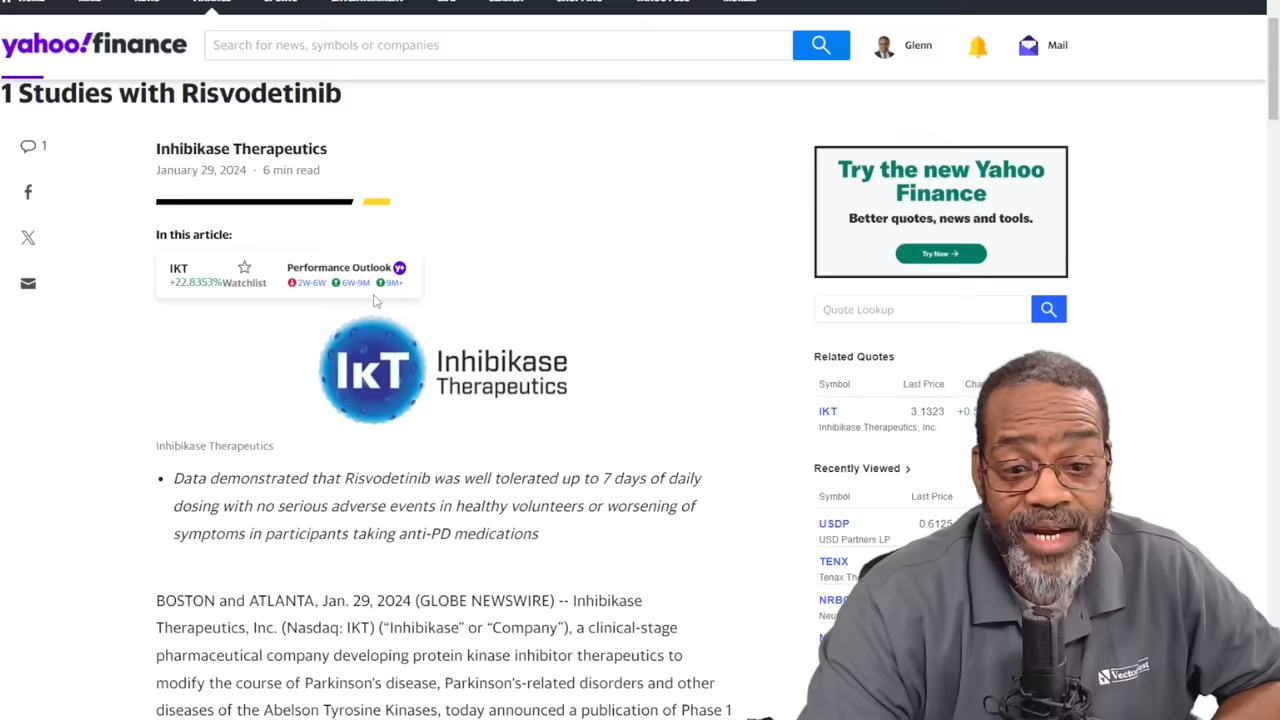 yahoo!finance
Search for news, symbols or companies
Glenn
Mail
1 Studies with Risvodetinib
1
Inhibikase Therapeutics
January 29, 2024 · 6 min read
In this article:
IKT
+22.8353% Watchlist
Performance Outlook
2W-6W 6W-9M 9M+
IKT Inhibikase
Therapeutics
Inhibikase Therapeutics
• Data demonstrated that Risvodetinib was well tolerated up to 7 days of daily
dosing with no serious adverse events in healthy volunteers or worsening of
symptoms in participants taking anti-PD medications
BOSTON and ATLANTA, Jan. 29, 2024 (GLOBE NEWSWIRE) -- Inhibikase
Therapeutics, Inc. (Nasdaq: IKT) (“Inhibikase” or “Company”), a clinical-stage
pharmaceutical company developing protein kinase inhibitor therapeutics to
modify the course of Parkinson's disease, Parkinson's-related disorders and other
diseases of the Abelson Tyrosine Kinases, today announced a publication of Phase 1
Try the new Yahoo
Finance
Better quotes, news and tools.
Try Now →
Quote Lookup
Related Quotes
Symbol Last Price
IKT 3.1323
Inhibikase Therapeutics, Inc.
Recently Viewed
Symbol Last Price
USDP 0.6125
USD Partners LP
TENX